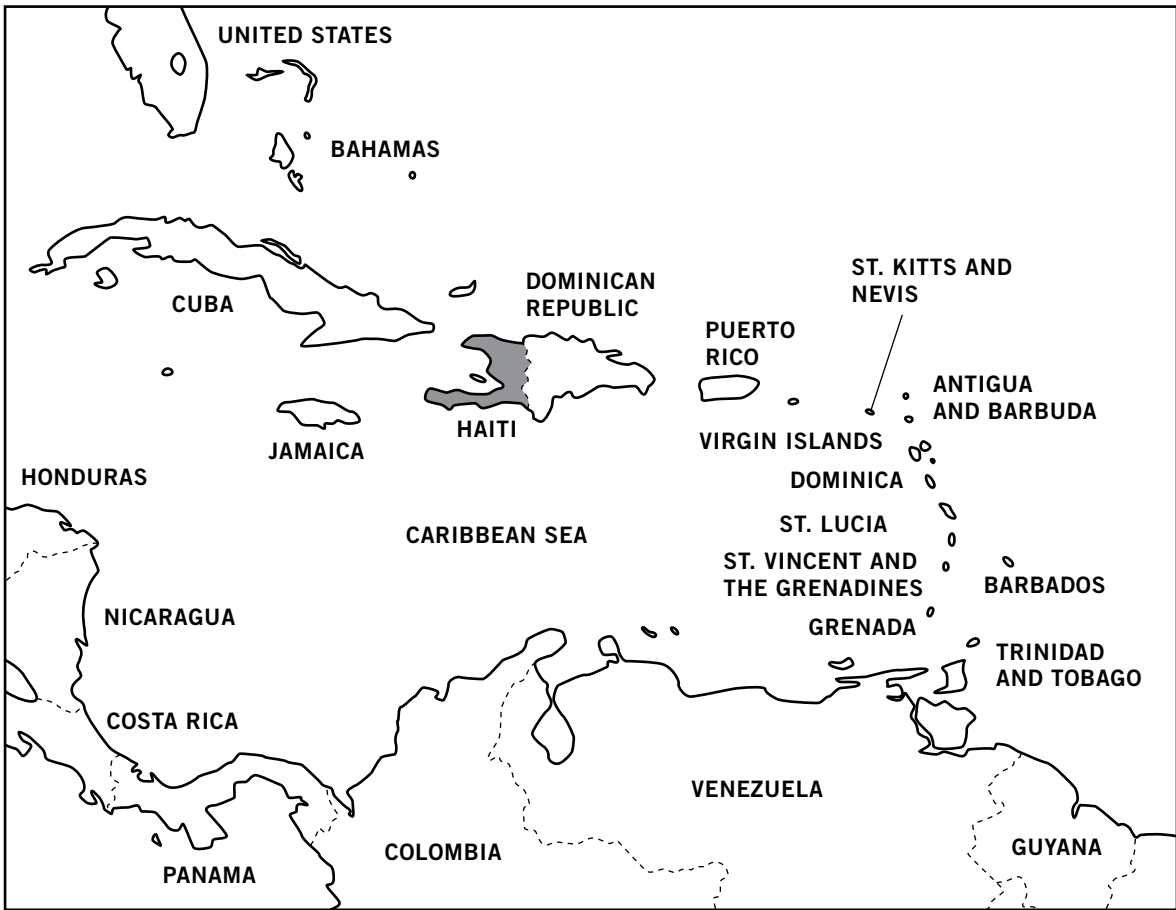 UNITED STATES
BAHAMAS
CUBA
DOMINICAN
REPUBLIC
ST. KITTS AND
NEVIS
PUERTO
RICO
ANTIGUA
AND BARBUDA
HAITI
JAMAICA
VIRGIN ISLANDS
HONDURAS
DOMINICA
CARIBBEAN SEA
ST. LUCIA
ST. VINCENT AND
THE GRENADINES
BARBADOS
NICARAGUA
GRENADA
TRINIDAD
AND TOBAGO
COSTA RICA
VENEZUELA
PANAMA
COLOMBIA
GUYANA